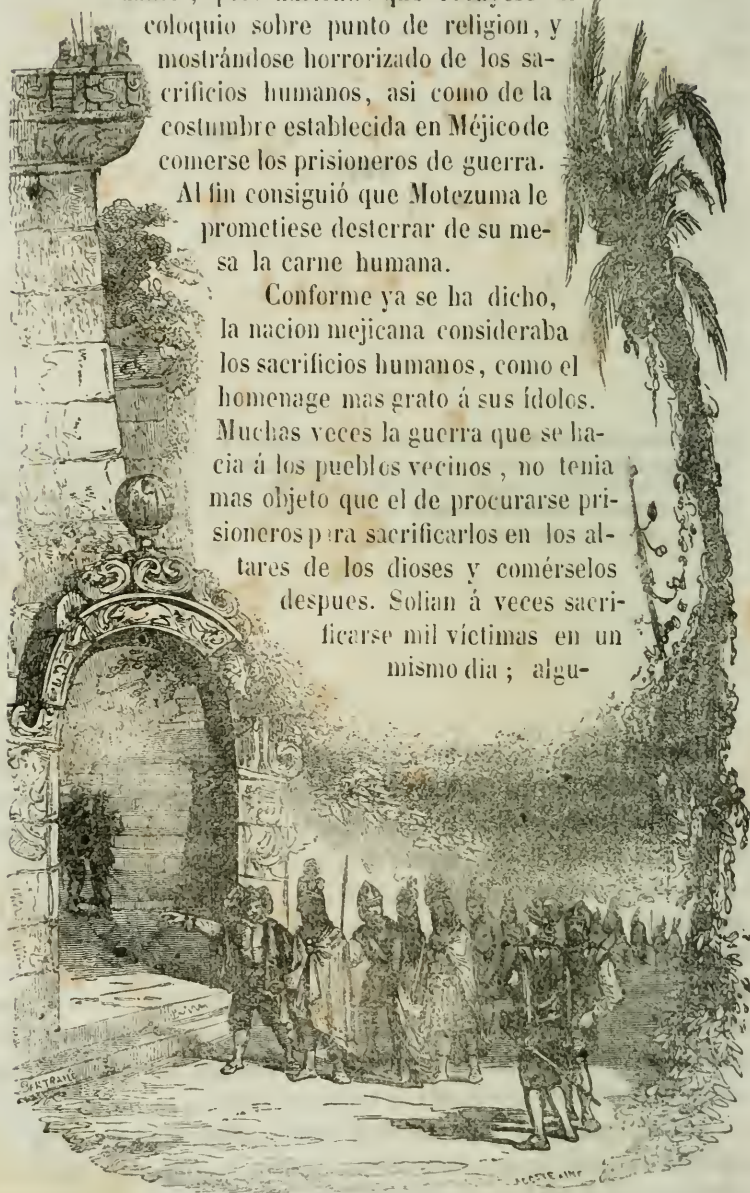 coloquio sobre punto de religion, y
mostrándose horrorizado de los sa-
crificios humanos, asi como de la
costumbre establecida en Méjico de
comerse los prisioneros de guerra.
Al fin consiguió que Motezuma le
prometiese desterrar de su me-
sa la carne humana.
Conforme ya se ha dicho,
la nacion mejicana consideraba
los sacrificios humanos, como el
homenage mas grato á sus ídolos.
Muchas veces la guerra que se ha-
cia á los pueblos vecinos, no tenia
mas objeto que el de procurarse pri-
sioneros para sacrificarlos en los al-
tares de los dioses y comérselos
despues. Solian á veces sacri-
ficarse mil víctimas en un
mismo dia; algu-